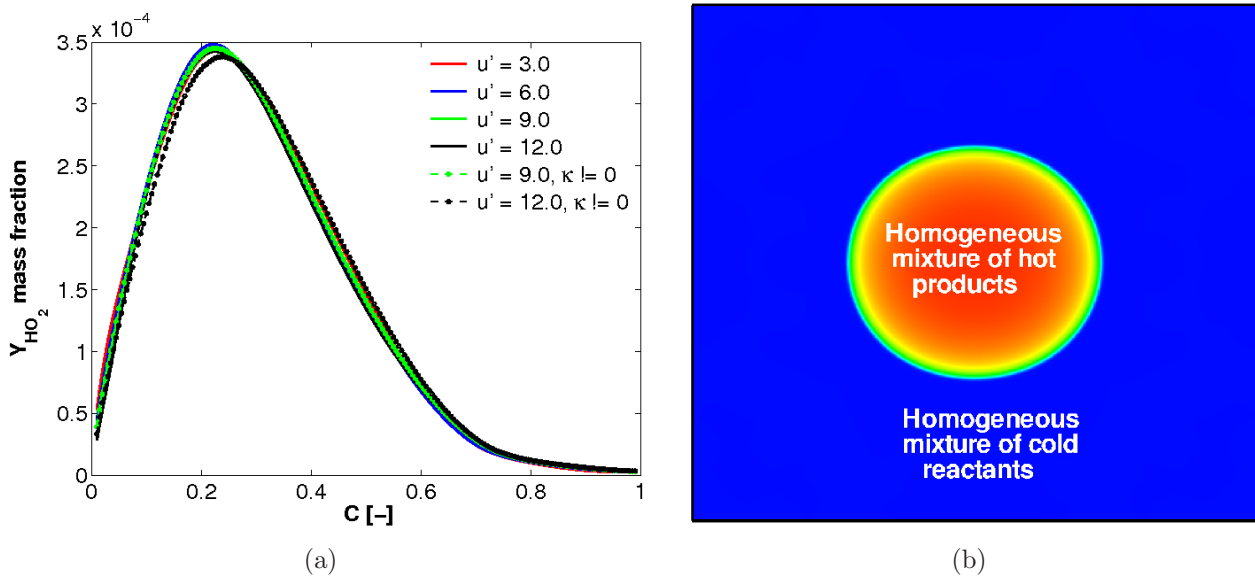 x 10⁻⁴
3.5
3
2.5
2
1.5
1
0.5
0
Y_HO₂ mass fraction
0
0.2
0.4
0.6
0.8
1
C [–]
u' = 3.0
u' = 6.0
u' = 9.0
u' = 12.0
u' = 9.0, κ != 0
u' = 12.0, κ != 0
(a)
Homogeneous
mixture of hot
products
Homogeneous
mixture of cold
reactants
(b)